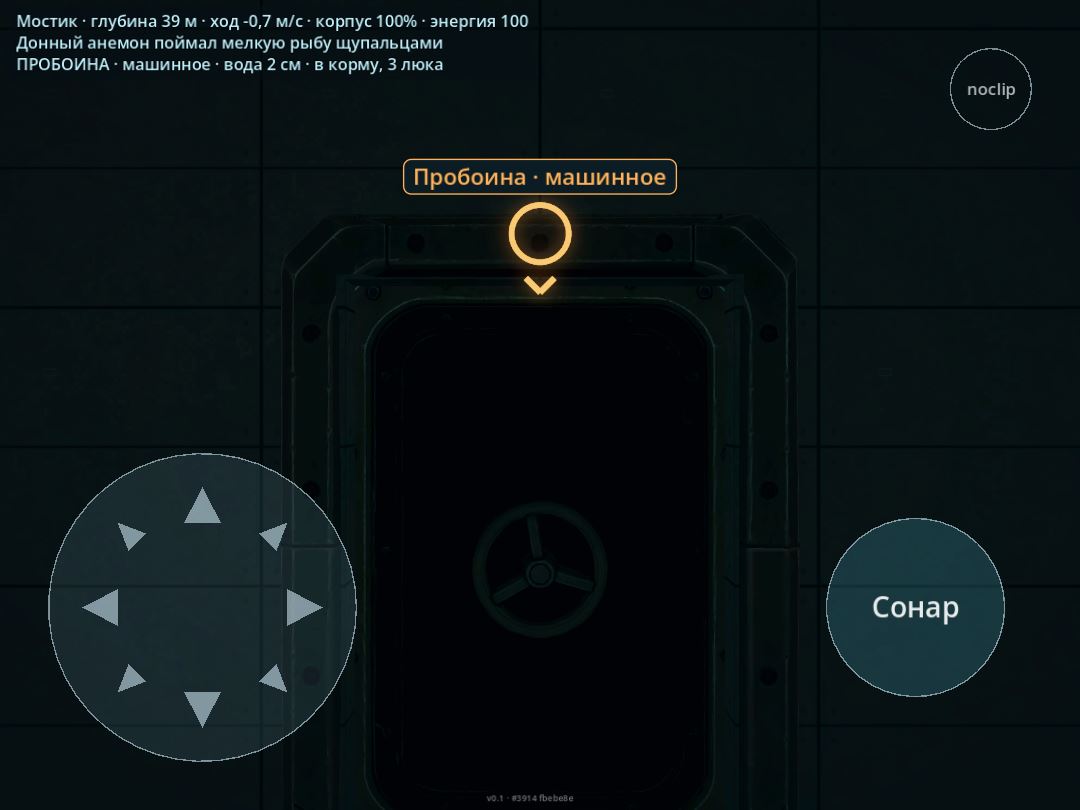 Мостик · глубина 39 м · ход -0,7 м/с · корпус 100% · энергия 100
Донный анемон поймал мелкую рыбу щупальцами
ПРОБОИНА · машинное · вода 2 см · в корму, 3 люка
noclip
Пробоина · машинное
Сонар
v0.1 · #3914 fbebe8e